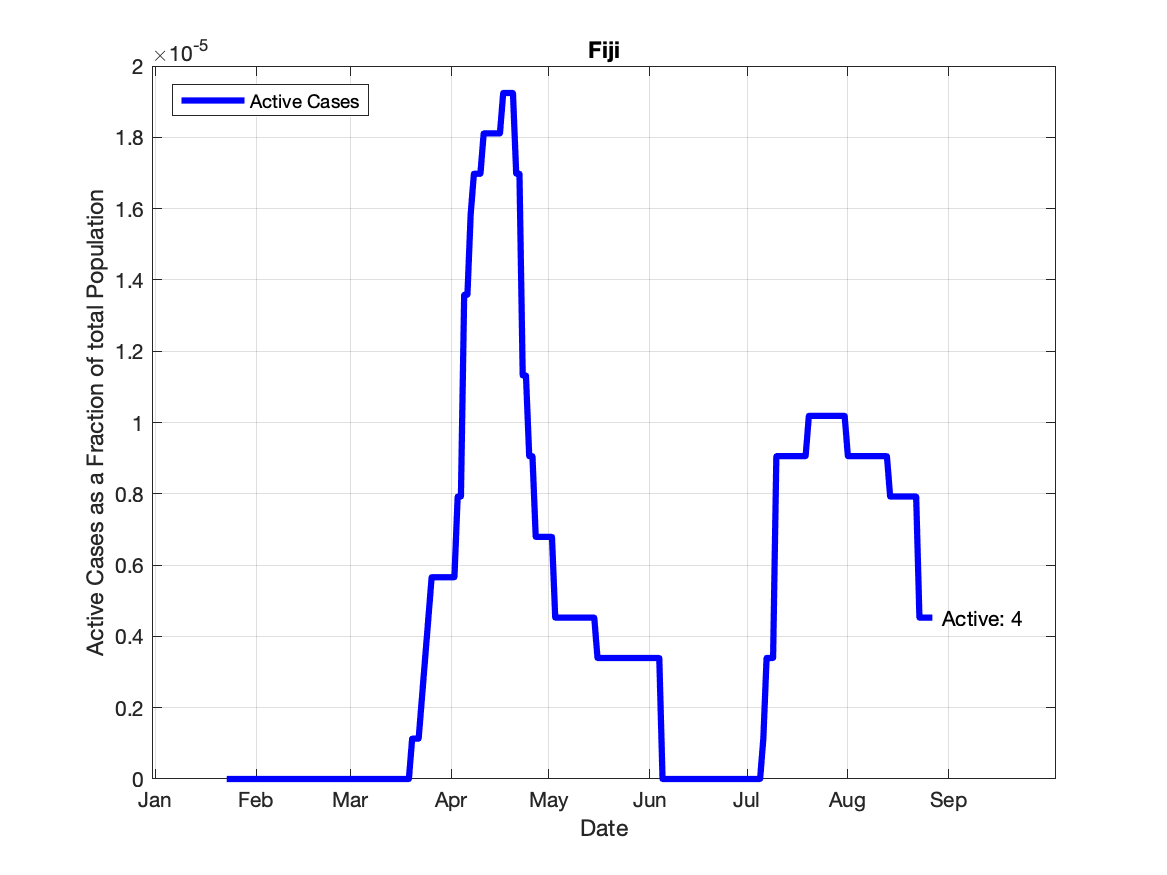 Fiji
×10-5
Active Cases
Active Cases as a Fraction of total Population
2
1.8
1.6
1.4
1.2
1
0.8
0.6
0.4
0.2
0
Active: 4
Jan Feb Mar Apr May Jun Jul Aug Sep
Date